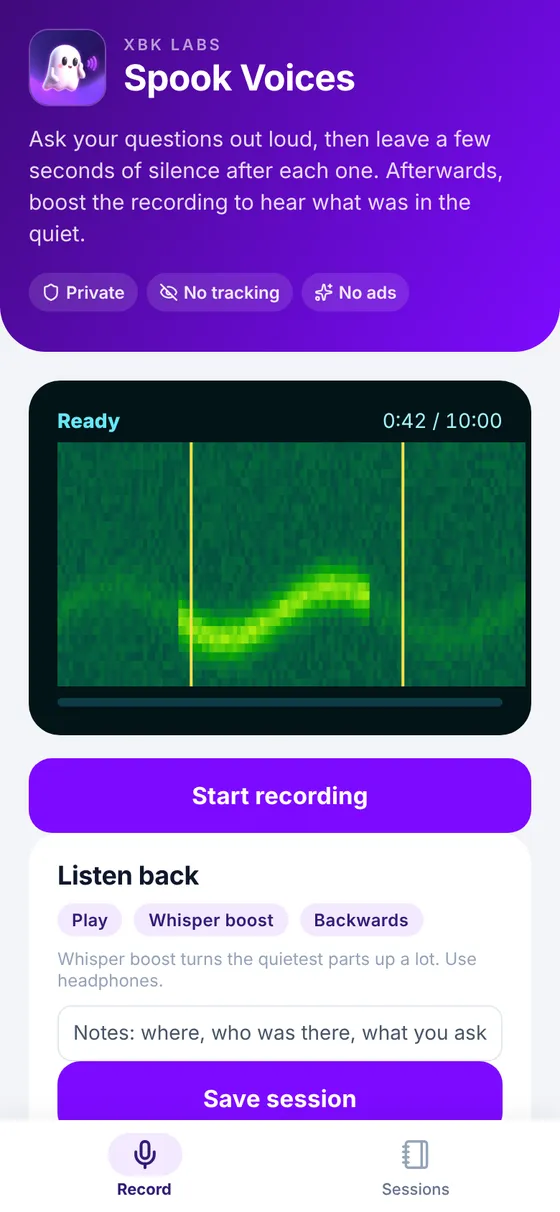 XBK LABS
Spook Voices
Ask your questions out loud, then leave a few
seconds of silence after each one. Afterwards,
boost the recording to hear what was in the
quiet.
Private
No tracking
No ads
Ready
0:42 / 10:00
Start recording
Listen back
Play
Whisper boost
Backwards
Whisper boost turns the quietest parts up a lot. Use
headphones.
Notes: where, who was there, what you ask
Save session
Record
Sessions